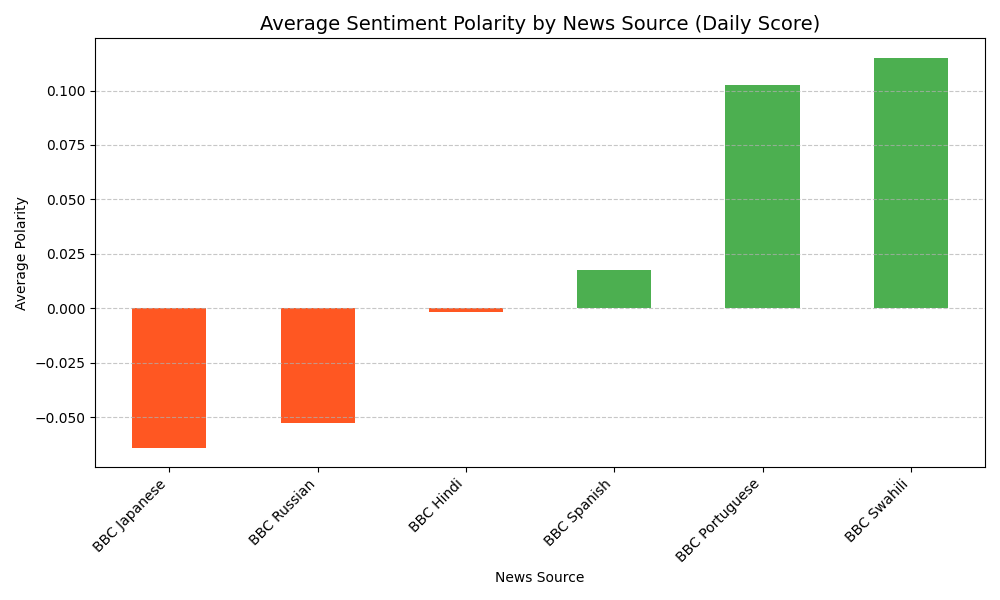 Average Sentiment Polarity by News Source (Daily Score)
Average Polarity
0.100
0.075
0.050
0.025
0.000
−0.025
−0.050
BBC Japanese
BBC Russian
BBC Hindi
BBC Spanish
BBC Portuguese
BBC Swahili
News Source